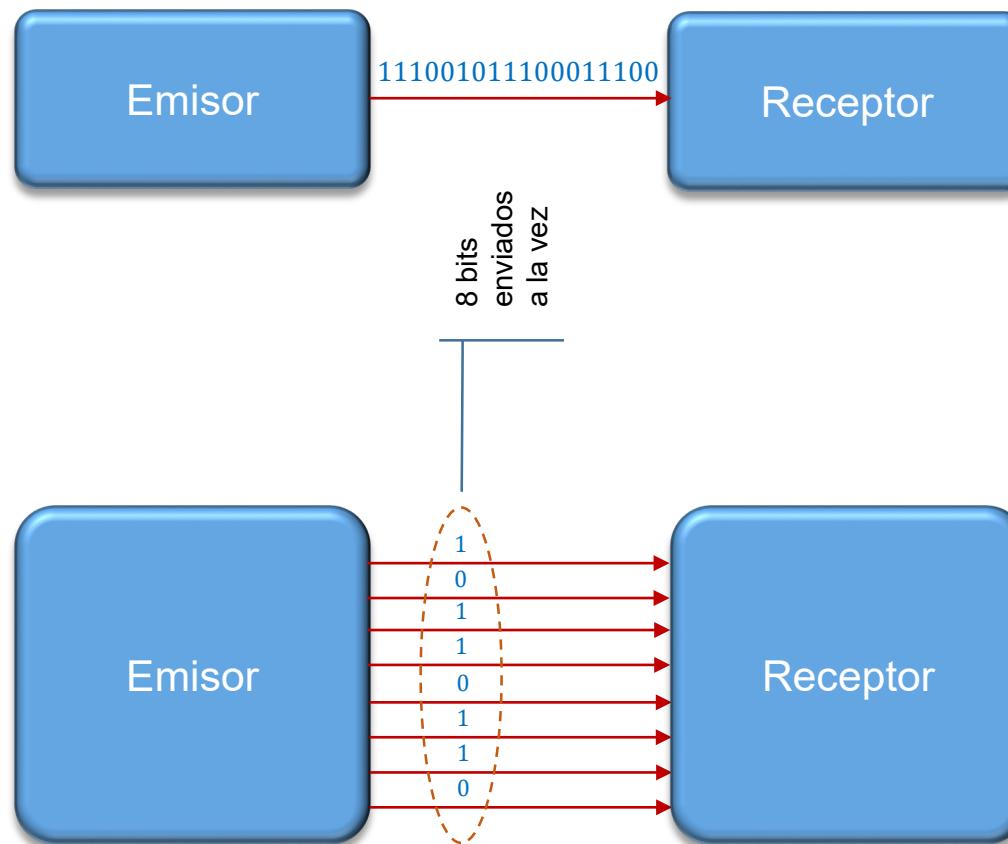 Emisor
111001011100011100
Receptor
8 bits
enviados
a la vez
Emisor
1
0
1
1
0
1
1
0
Receptor